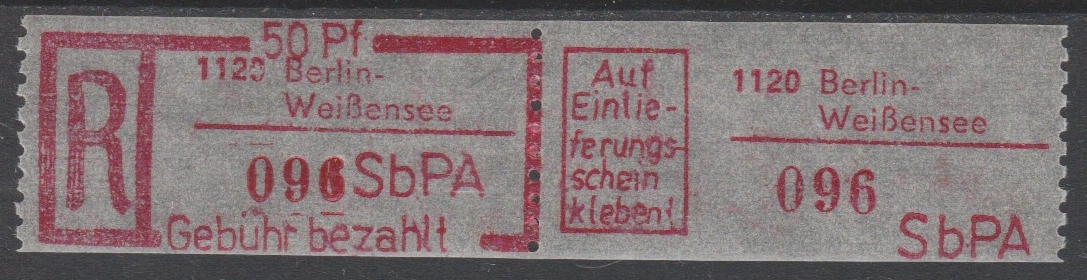 50 Pf
R
1120 Berlin-
Weißensee
096 SbPA
Gebühr bezahlt
Auf
Einlie-
ferungs-
schein
kleben!
1120 Berlin-
Weißensee
096
SbPA